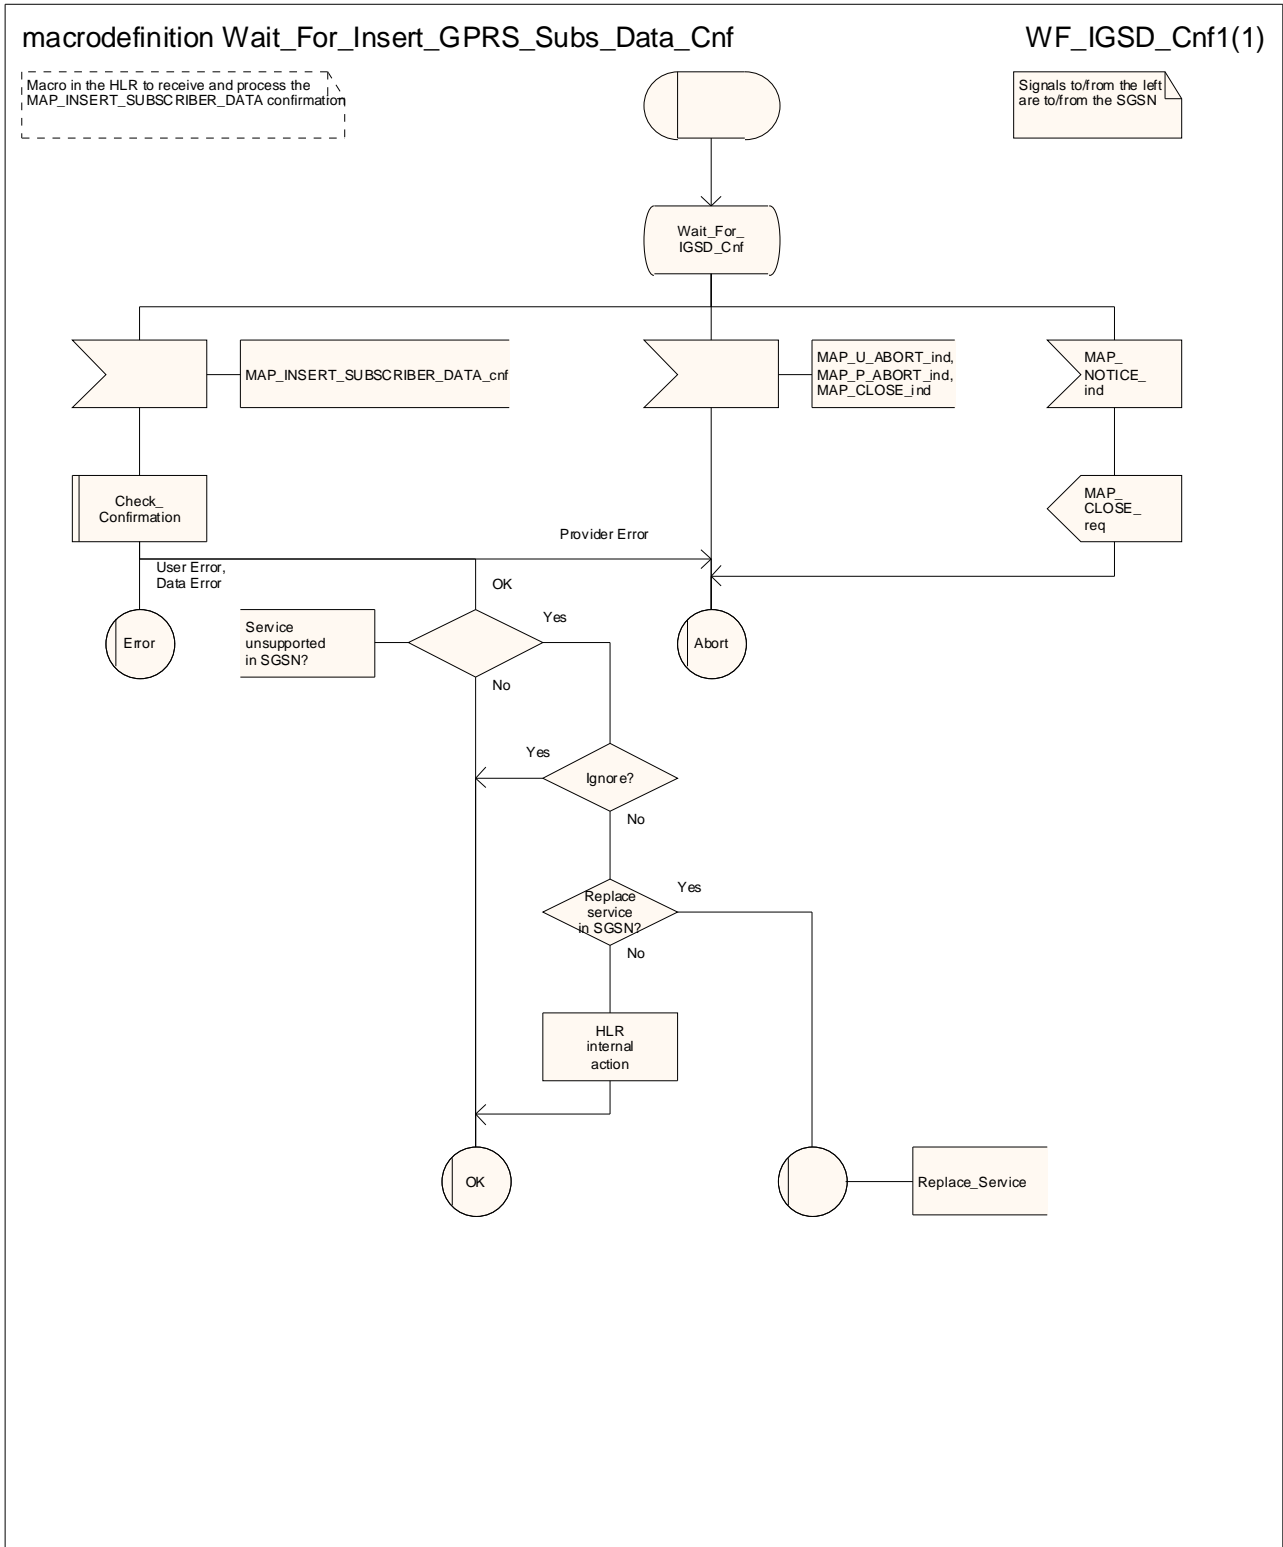 macrodefinition Wait_For_Insert_GPRS_Subs_Data_Cnf
WF_IGSD_Cnf1(1)
Macro in the HLR to receive and process the
MAP_INSERT_SUBSCRIBER_DATA confirmation
Signals to/from the left
are to/from the SGSN
Wait_For_
IGSD_Cnf
MAP_INSERT_SUBSCRIBER_DATA_cnf
MAP_U_ABORT_ind,
MAP_P_ABORT_ind,
MAP_CLOSE_ind
MAP_
NOTICE_
ind
Check_
Confirmation
MAP_
CLOSE_
req
Provider Error
User Error,
Data Error
OK
Error
Service
unsupported
in SGSN?
Yes
No
Abort
Yes
Ignore?
No
Replace
service
in SGSN?
Yes
No
HLR
internal
action
OK
Replace_Service